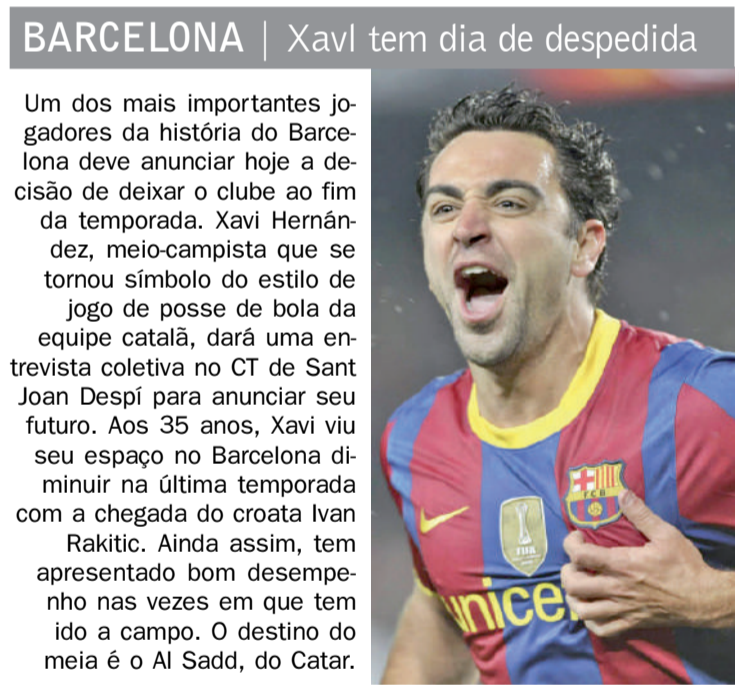 BARCELONA | Xavl tem dia de despedida
Um dos mais importantes jo-
gadores da história do Barce-
lona deve anunciar hoje a de-
cisão de deixar o clube ao fim
da temporada. Xavi Hernán-
dez, meio-campista que se
tornou símbolo do estilo de
jogo de posse de bola da
equipe catalã, dará uma en-
trevista coletiva no CT de Sant
Joan Despí para anunciar seu
futuro. Aos 35 anos, Xavi viu
seu espaço no Barcelona di-
minuir na última temporada
com a chegada do croata Ivan
Rakitic. Ainda assim, tem
apresentado bom desempe-
nho nas vezes em que tem
ido a campo. O destino do
meia é o Al Sadd, do Catar.
FCB
FIFA
unicef